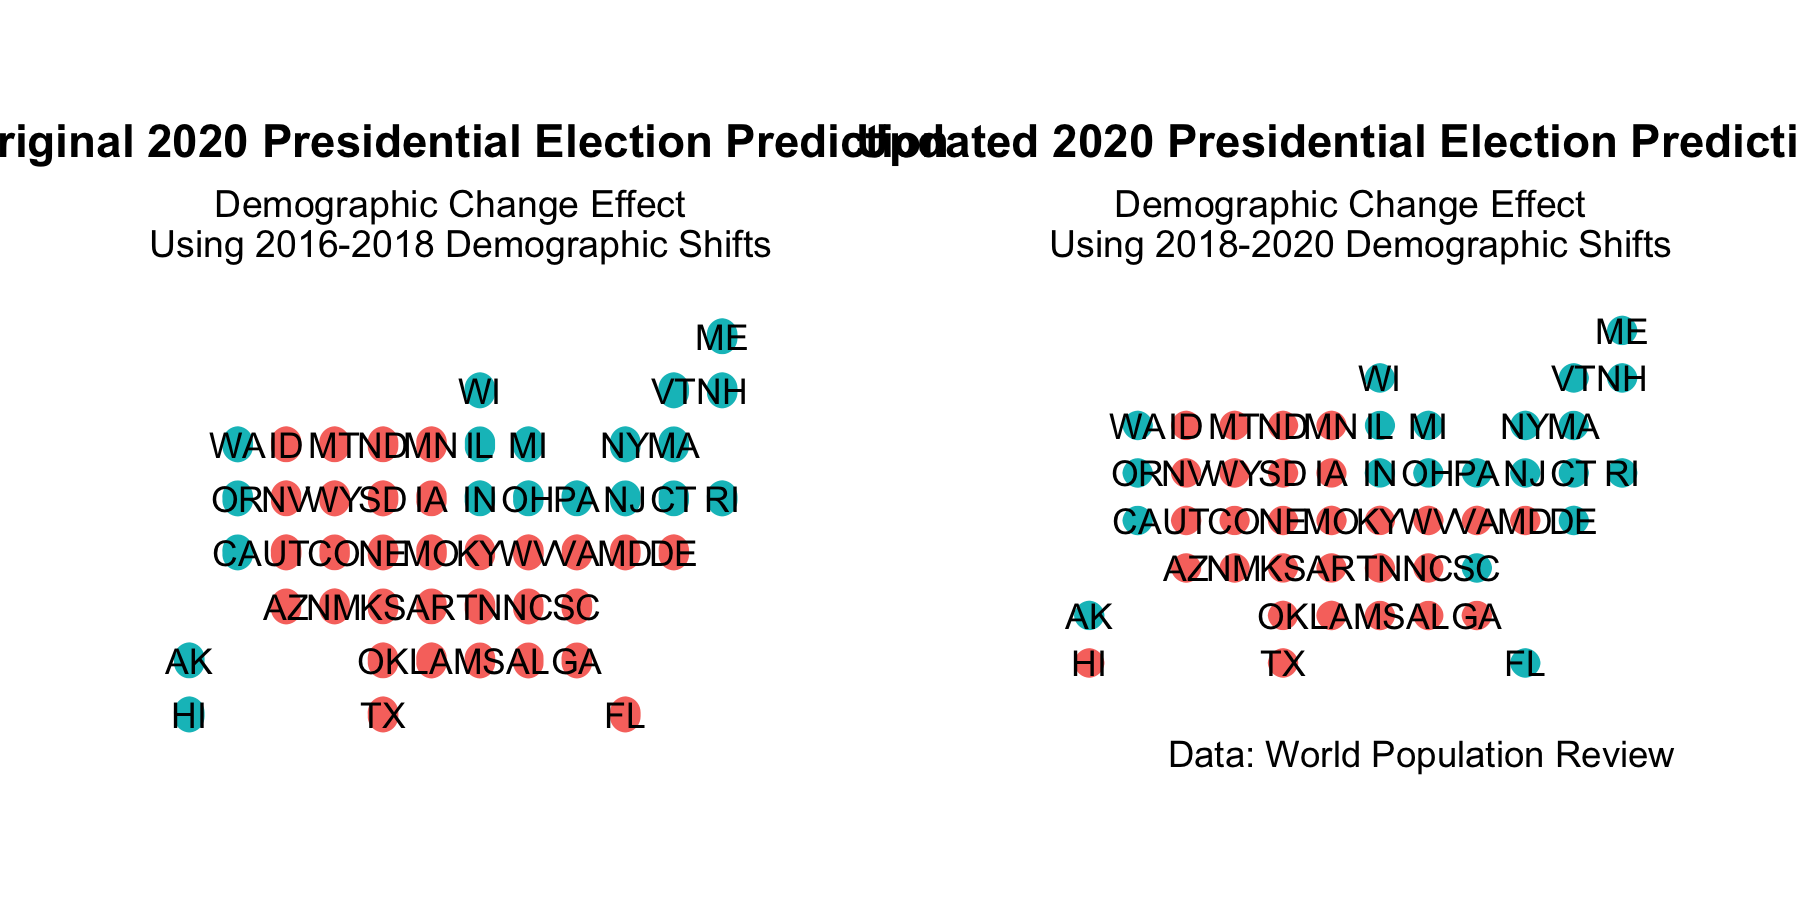 riginal 2020 Presidential Election Prediction
Demographic Change Effect
Using 2016-2018 Demographic Shifts
ME
WI VT NH
WA ID MT ND MN IL MI NY MA
OR NV WY SD IA IN OH PA NJ CT RI
CA UT CO NE MO KY WV VA MD DE
AZ NM KS AR TN NC SC
AK OK LA MS AL GA
HI TX FL
Updated 2020 Presidential Election Predicti
Demographic Change Effect
Using 2018-2020 Demographic Shifts
ME
WI VT NH
WA ID MT ND MN IL MI NY MA
OR NV WY SD IA IN OH PA NJ CT RI
CA UT CO NE MO KY WV VA MD DE
AZ NM KS AR TN NC SC
AK OK LA MS AL GA
HI TX FL
Data: World Population Review